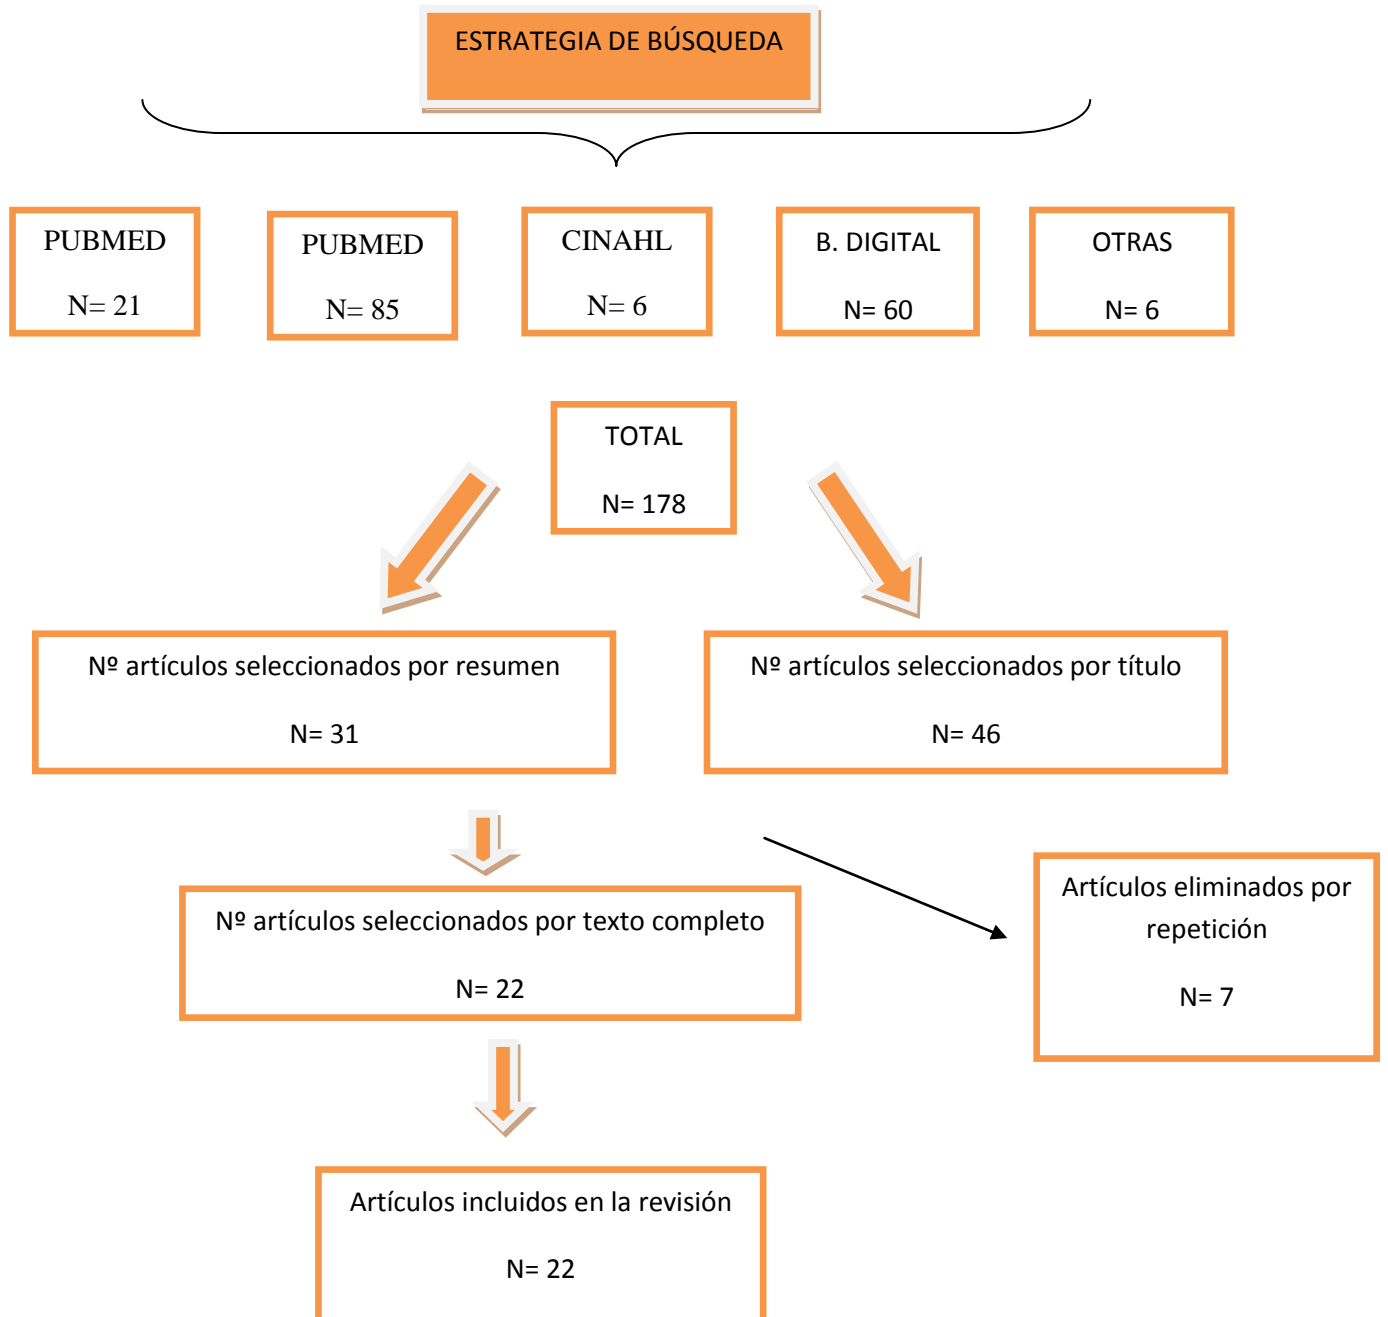 ESTRATEGIA DE BÚSQUEDA
PUBMED
N= 21
PUBMED
N= 85
CINAHL
N= 6
B. DIGITAL
N= 60
OTRAS
N= 6
TOTAL
N= 178
Nº artículos seleccionados por resumen
N= 31
Nº artículos seleccionados por título
N= 46
Nº artículos seleccionados por texto completo
N= 22
Artículos eliminados por
repetición
N= 7
Artículos incluidos en la revisión
N= 22